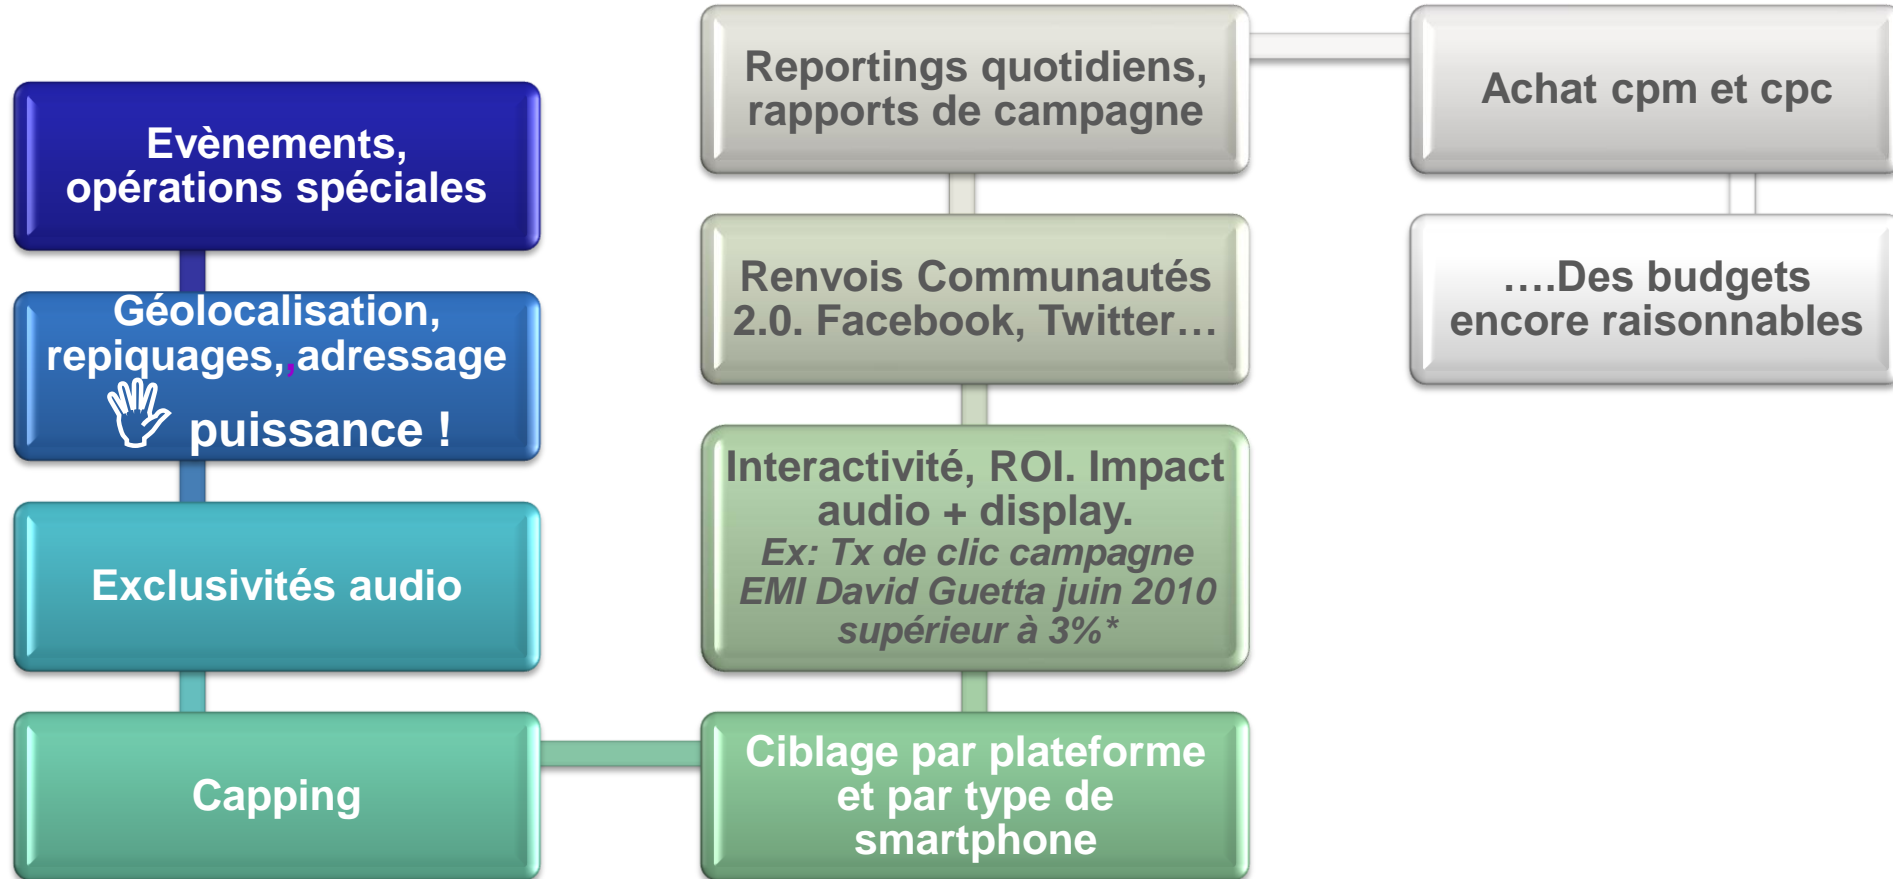 Evènements,
opérations spéciales
Géolocalisation,
repiquages,,adressage
puissance !
Exclusivités audio
Capping
Ciblage par plateforme
et par type de
smartphone
Interactivité, ROI. Impact
audio + display.
Ex: Tx de clic campagne
EMI David Guetta juin 2010
supérieur à 3%*
Renvois Communautés
2.0. Facebook, Twitter…
Reportings quotidiens,
rapports de campagne
Achat cpm et cpc
….Des budgets
encore raisonnables